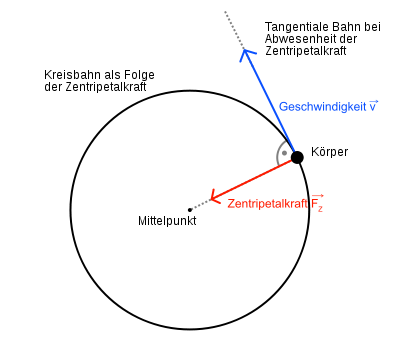 Tangentiale Bahn bei
Abwesenheit der
Zentripetalkraft
Kreisbahn als Folge
der Zentripetalkraft
Geschwindigkeit v⃗
Körper
Zentripetalkraft F⃗z
Mittelpunkt